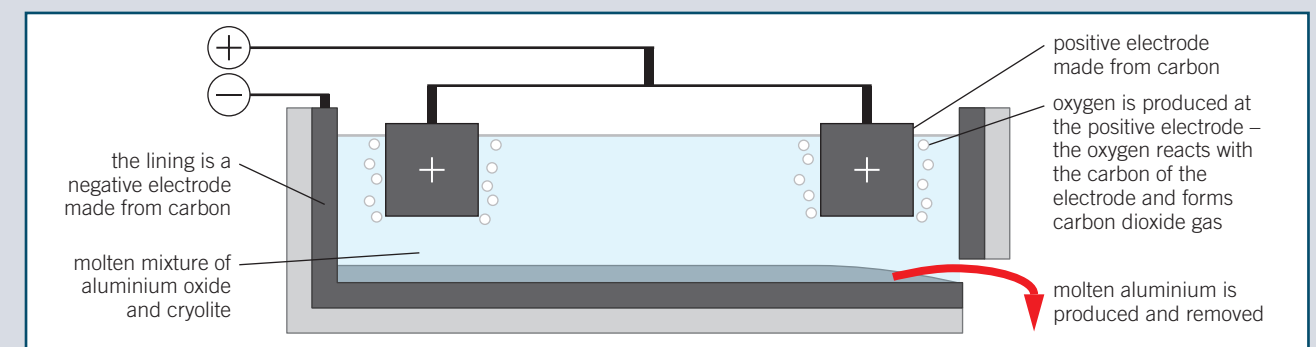 +
−
the lining is a
negative electrode
made from carbon
molten mixture of
aluminium oxide
and cryolite
+
+
positive electrode
made from carbon
oxygen is produced at
the positive electrode –
the oxygen reacts with
the carbon of the
electrode and forms
carbon dioxide gas
molten aluminium is
produced and removed